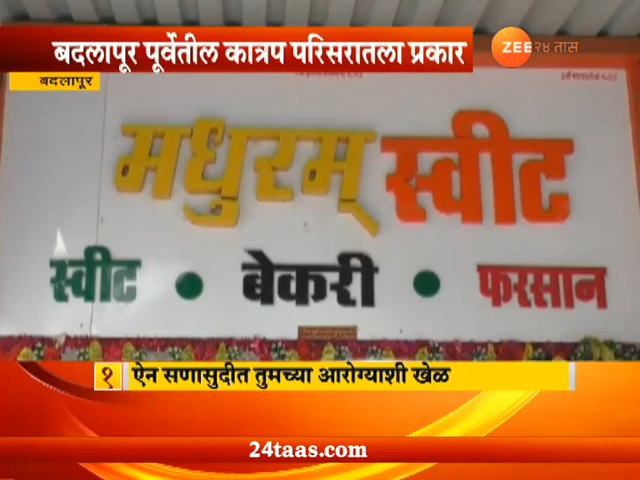 बदलापूर पूर्वेतील कात्रप परिसरातला प्रकार
ZEE २४ तास
बदलापूर
मधुरम् स्वीट
स्वीट • बेकरी • फरसान
१ ऐन सणासुदीत तुमच्या आरोग्याशी खेळ
24taas.com